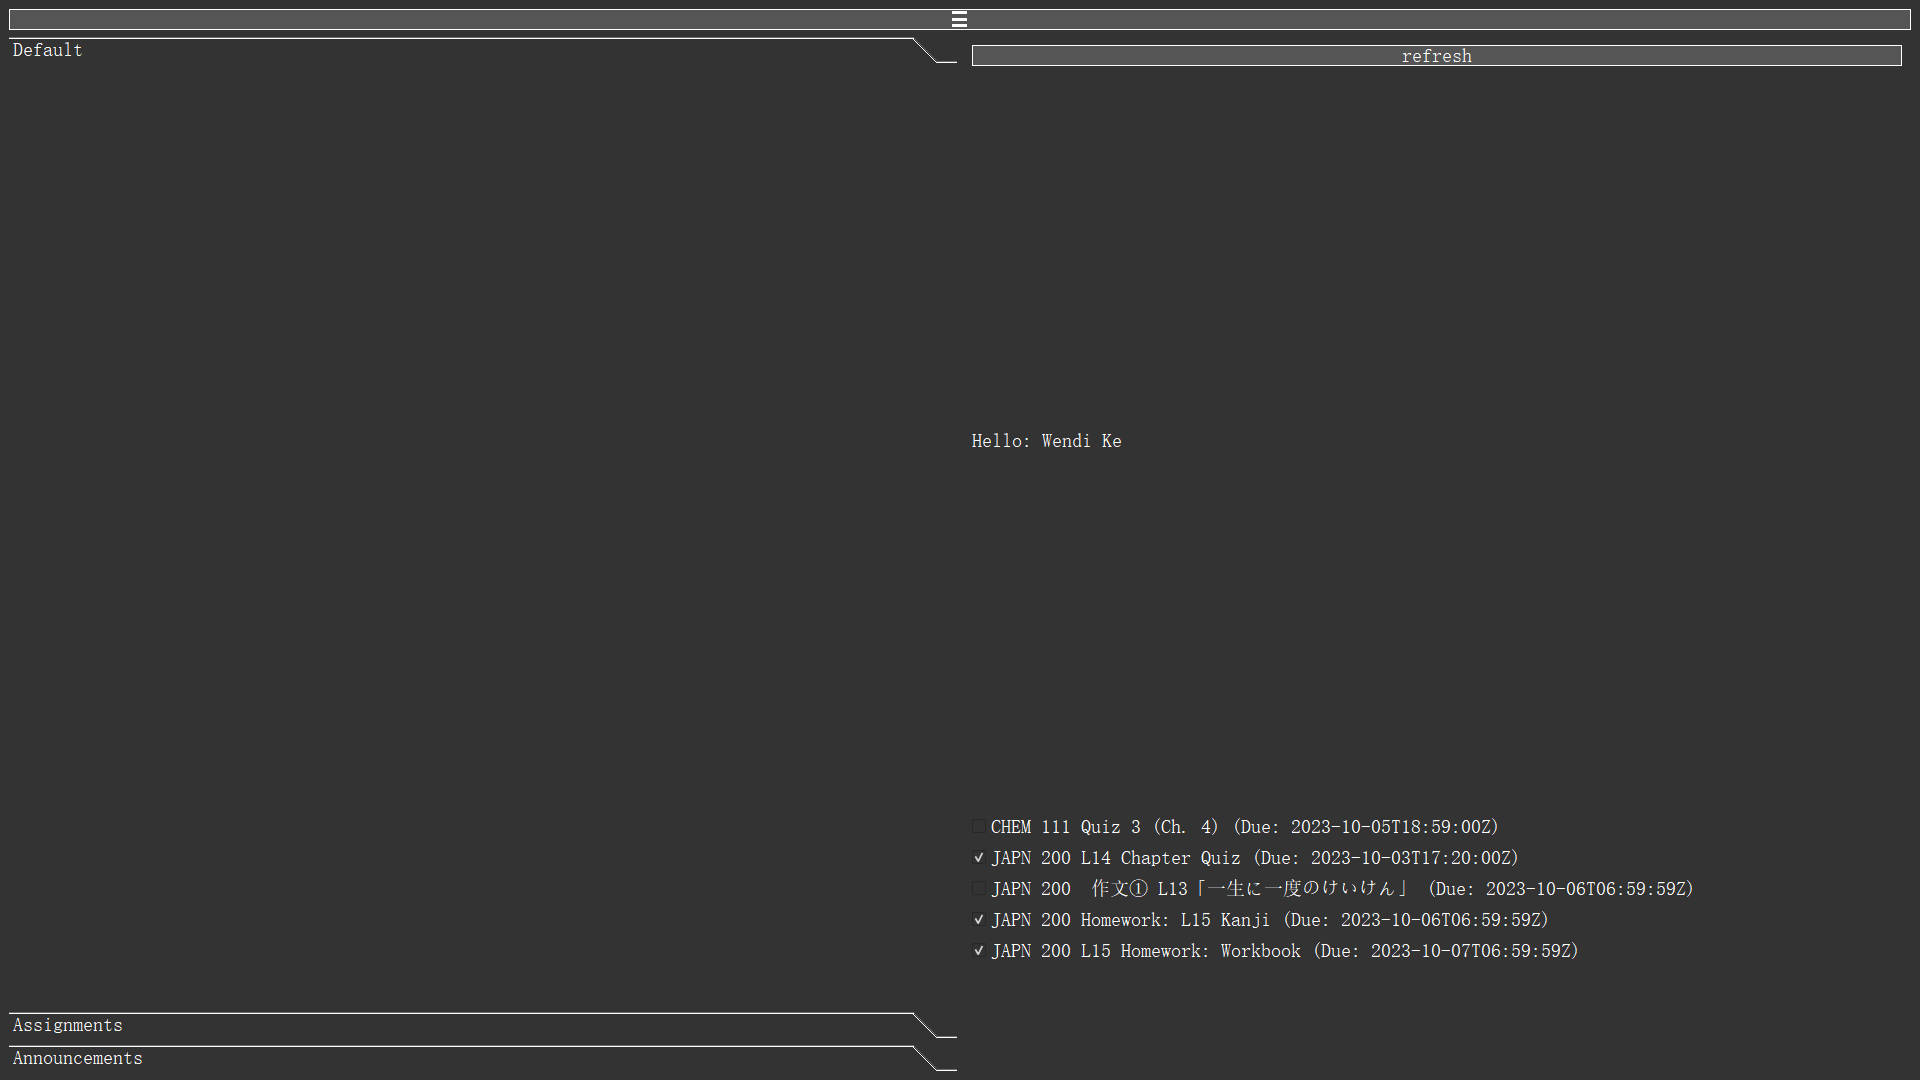 Default
refresh
Hello: Wendi Ke
CHEM 111 Quiz 3 (Ch. 4) (Due: 2023-10-05T18:59:00Z)
JAPN 200 L14 Chapter Quiz (Due: 2023-10-03T17:20:00Z)
JAPN 200  作文① L13「一生に一度のけいけん」 (Due: 2023-10-06T06:59:59Z)
JAPN 200 Homework: L15 Kanji (Due: 2023-10-06T06:59:59Z)
JAPN 200 L15 Homework: Workbook (Due: 2023-10-07T06:59:59Z)
Assignments
Announcements